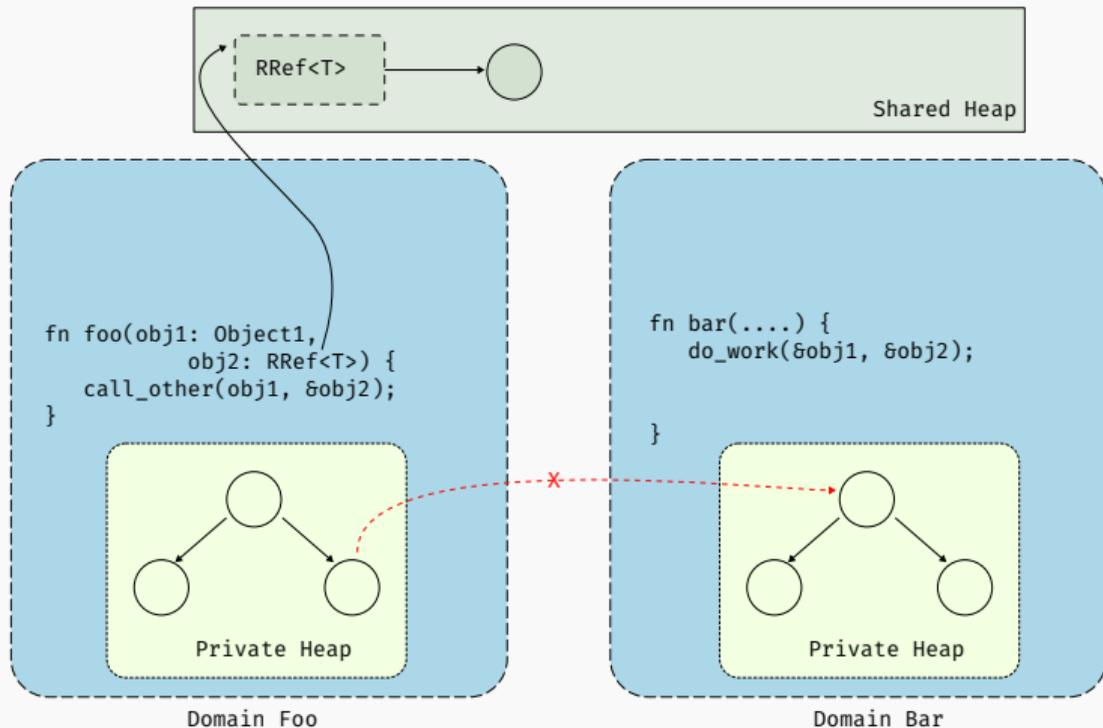 RRef<T>
Shared Heap
fn foo(obj1: Object1,
obj2: RRef<T>) {
call_other(obj1, &obj2);
}
fn bar(....) {
do_work(&obj1, &obj2);
}
X
Private Heap
Private Heap
Domain Foo
Domain Bar